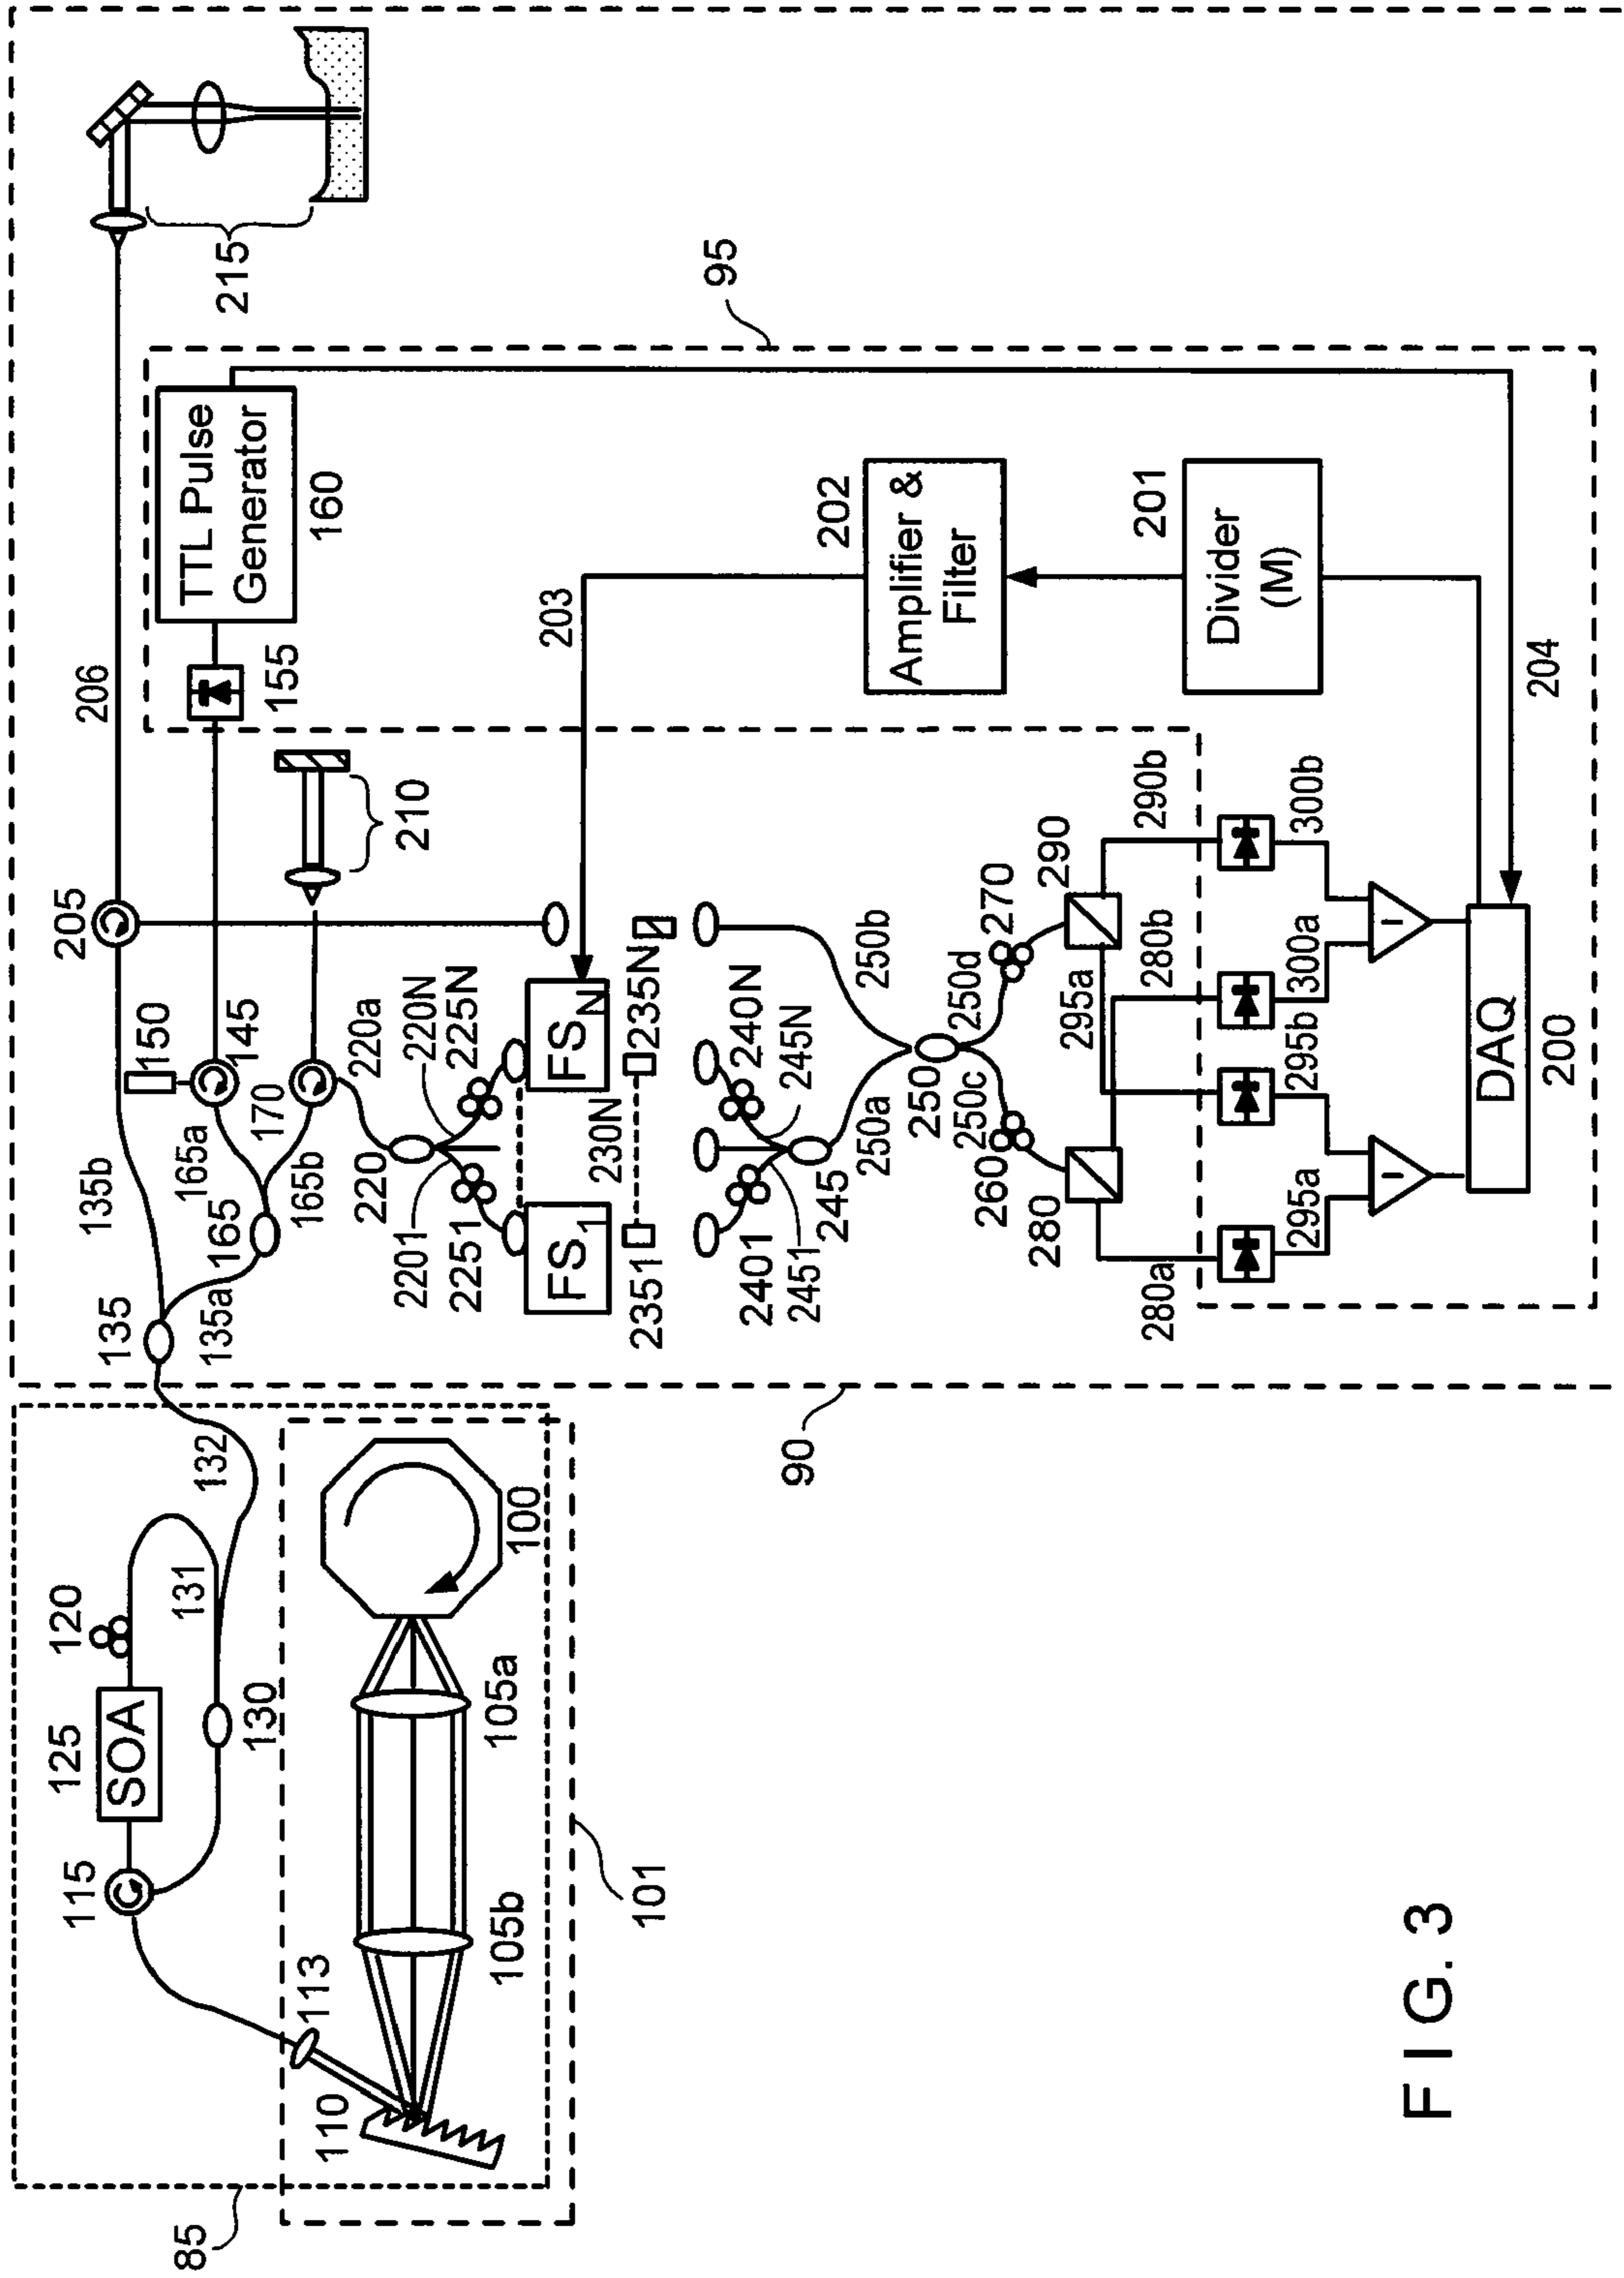 85
115
125
SOA
120
131
132
130
113
110
105b
105a
100
101
90
135
135b
135a
165
165a
165b
150
145
170
205
206
155
TTL Pulse
Generator
160
210
215
95
220
220a
220N
2201
225N
2251
FS1
FSN
230N
2351
235N
203
202
Amplifier &
Filter
201
Divider
(M)
204
2401
240N
2451
245N
245
250a
250b
250
250c
250d
260
270
280
290
280a
280b
295a
290b
295a
295b
300a
300b
DAQ
200
FIG. 3